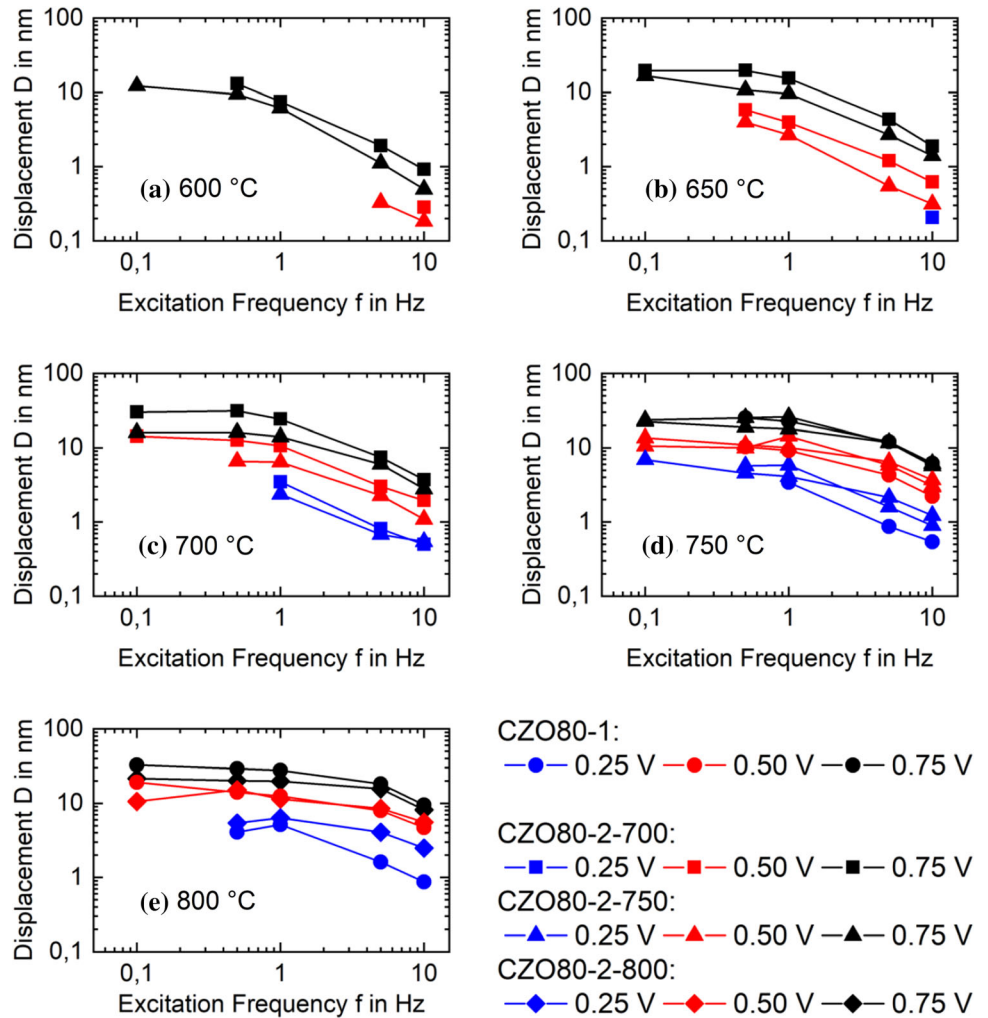 100
10
1
0,1
Displacement D in nm
(a) 600 °C
0,1 1 10
Excitation Frequency f in Hz
100
10
1
0,1
Displacement D in nm
(b) 650 °C
0,1 1 10
Excitation Frequency f in Hz
100
10
1
0,1
Displacement D in nm
(c) 700 °C
0,1 1 10
Excitation Frequency f in Hz
100
10
1
0,1
Displacement D in nm
(d) 750 °C
0,1 1 10
Excitation Frequency f in Hz
100
10
1
0,1
Displacement D in nm
(e) 800 °C
0,1 1 10
Excitation Frequency f in Hz
CZO80-1:
0.25 V 0.50 V 0.75 V
CZO80-2-700:
0.25 V 0.50 V 0.75 V
CZO80-2-750:
0.25 V 0.50 V 0.75 V
CZO80-2-800:
0.25 V 0.50 V 0.75 V